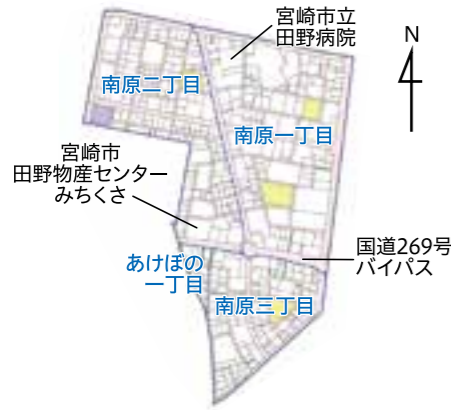 宮崎市立
田野病院
N
南原二丁目
南原一丁目
宮崎市
田野物産センター
みちくさ
国道269号
バイパス
あけぼの
一丁目
南原三丁目